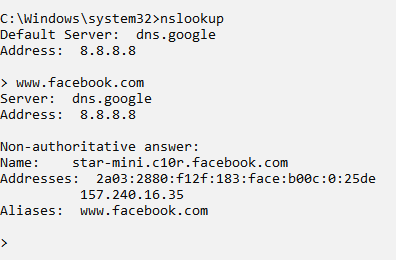 C:\Windows\system32>nslookup
Default Server:  dns.google
Address:  8.8.8.8

> www.facebook.com
Server:  dns.google
Address:  8.8.8.8

Non-authoritative answer:
Name:    star-mini.c10r.facebook.com
Addresses:  2a03:2880:f12f:183:face:b00c:0:25de
          157.240.16.35
Aliases:  www.facebook.com

>